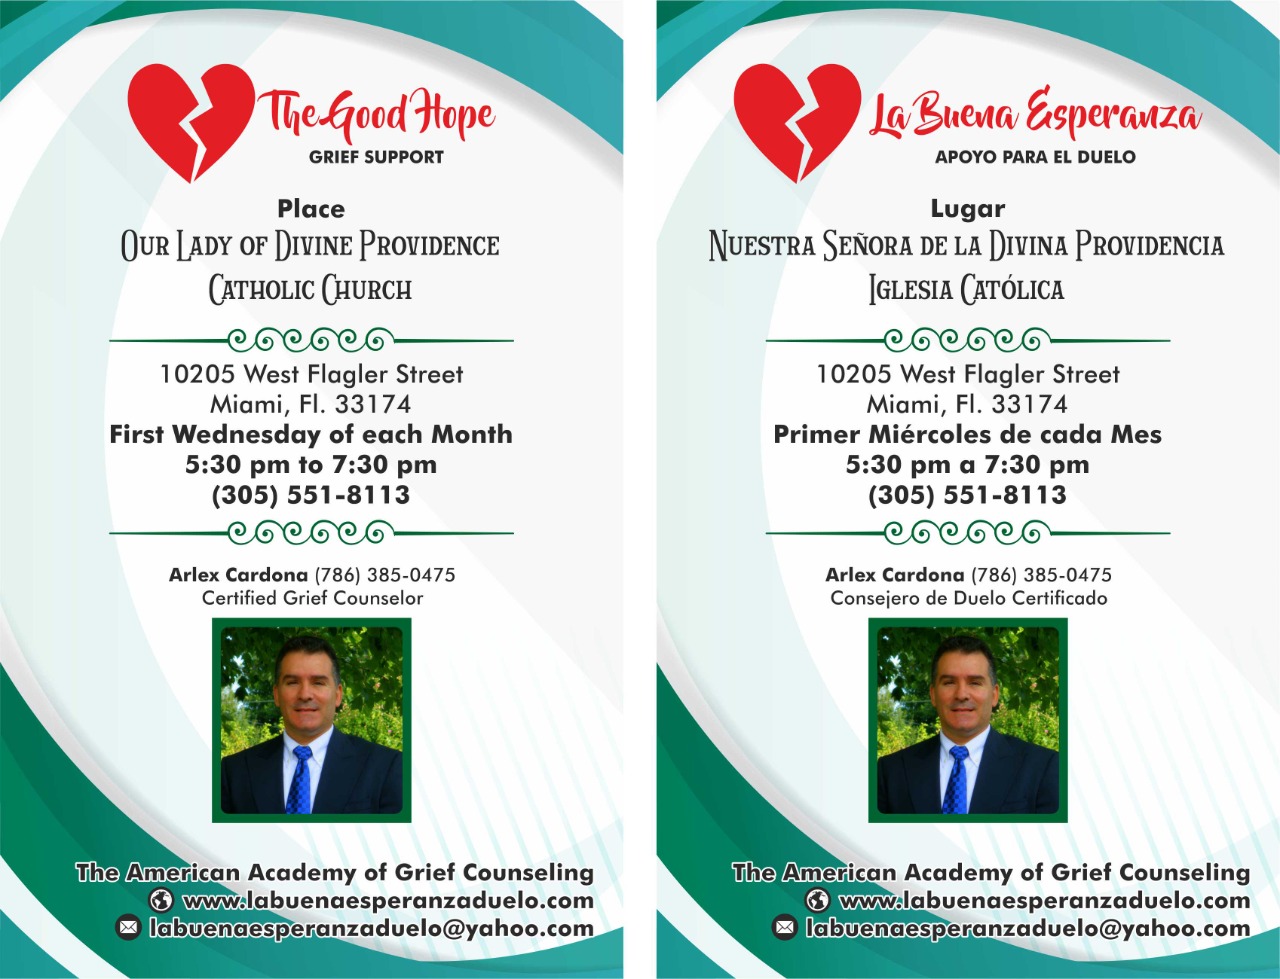 The Good Hope
GRIEF SUPPORT
Place
Our Lady of Divine Providence
Catholic Church
10205 West Flagler Street
Miami, Fl. 33174
First Wednesday of each Month
5:30 pm to 7:30 pm
(305) 551-8113
Arlex Cardona (786) 385-0475
Certified Grief Counselor
The American Academy of Grief Counseling
www.labuenaesperanzaduelo.com
labuenaesperanzaduelo@yahoo.com
La Buena Esperanza
APOYO PARA EL DUELO
Lugar
Nuestra Señora de la Divina Providencia
Iglesia Católica
10205 West Flagler Street
Miami, Fl. 33174
Primer Miércoles de cada Mes
5:30 pm a 7:30 pm
(305) 551-8113
Arlex Cardona (786) 385-0475
Consejero de Duelo Certificado
The American Academy of Grief Counseling
www.labuenaesperanzaduelo.com
labuenaesperanzaduelo@yahoo.com